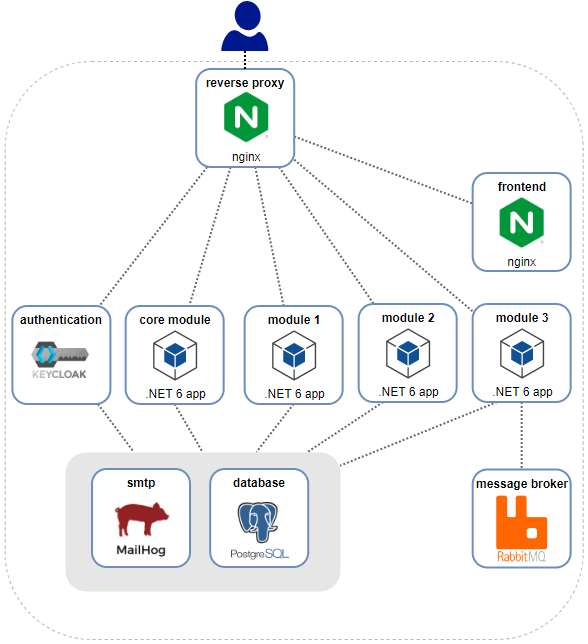 reverse proxy
N
nginx
frontend
N
nginx
authentication
KEYCLOAK
core module
.NET 6 app
module 1
.NET 6 app
module 2
.NET 6 app
module 3
.NET 6 app
smtp
MailHog
database
PostgreSQL
message broker
RabbitMQ